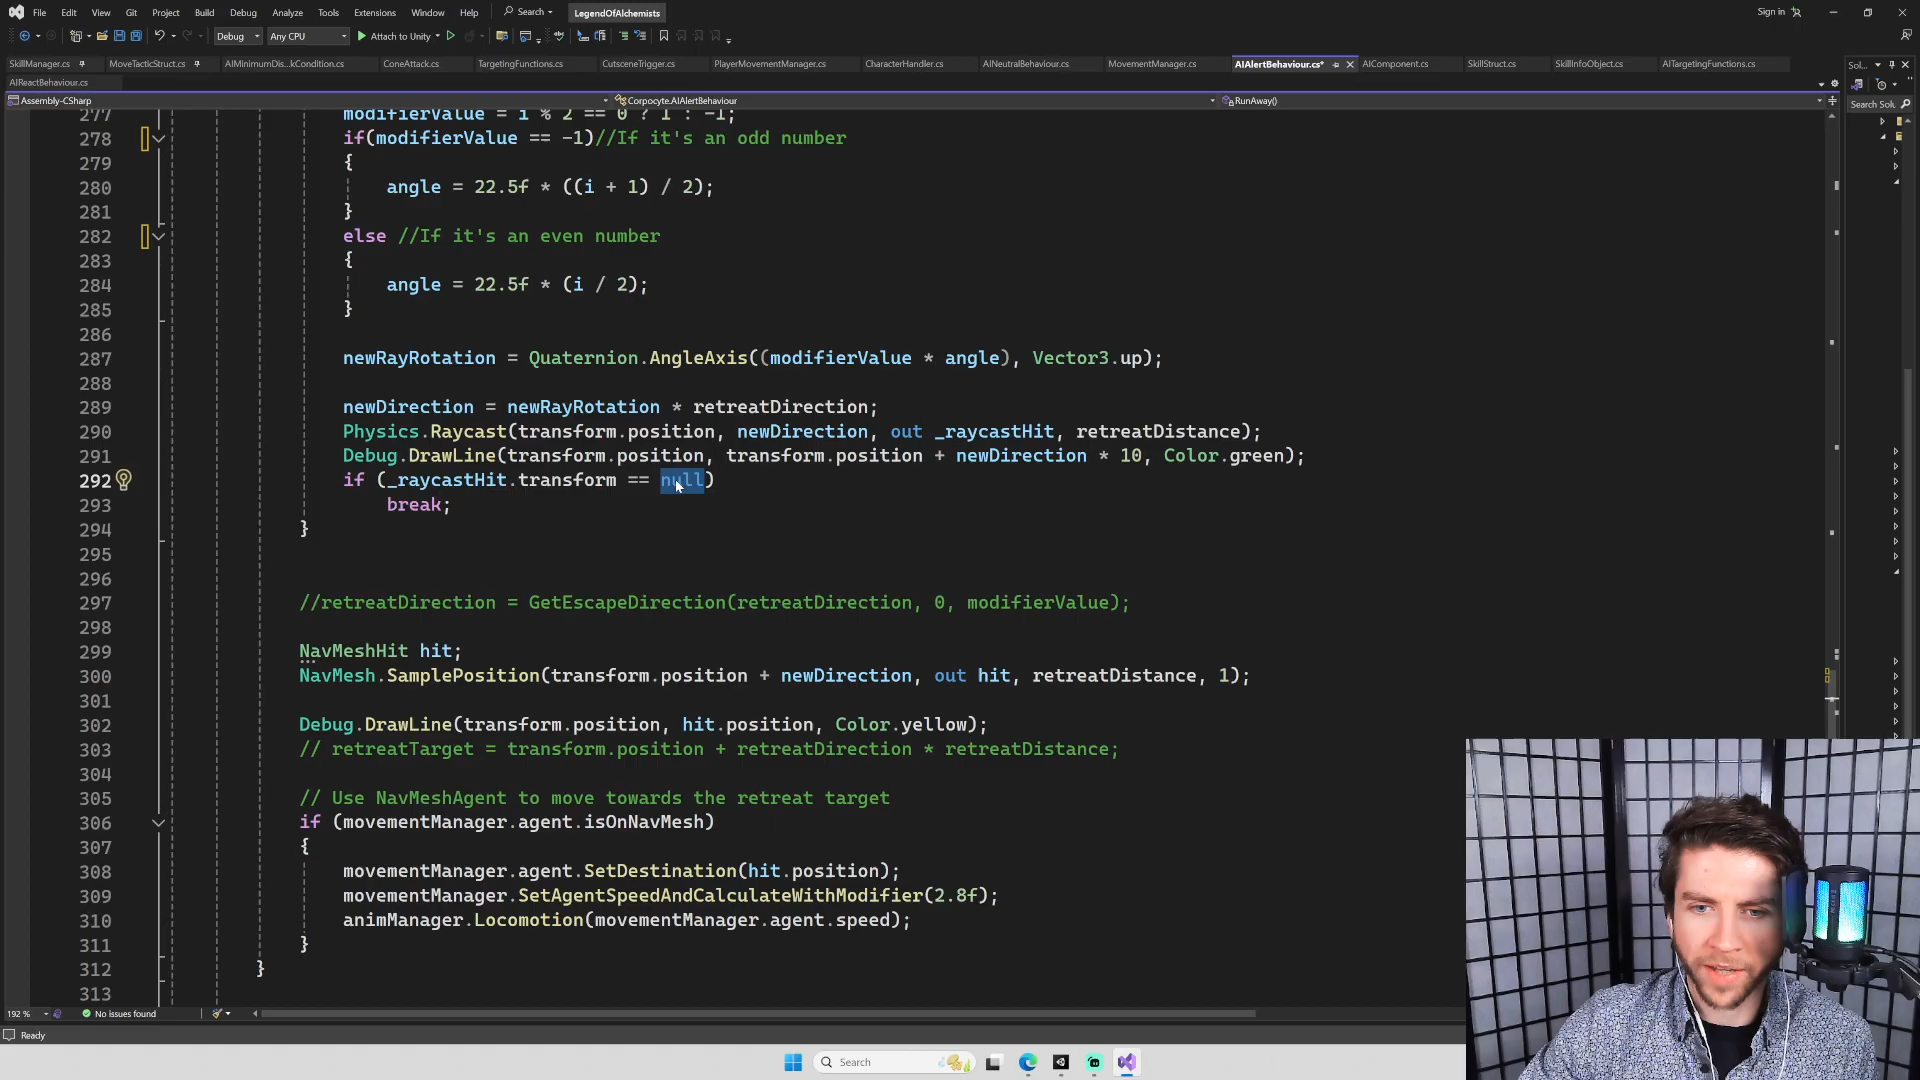 File Edit View Git Project Build Debug Test Analyze Tools Extensions Window Help Search LegendOfAlchemists Sign in
Debug Any CPU Attach to Unity
SkillManager.cs MoveTacticStruct.cs AIMinimumDis...kCondition.cs ConeAttack.cs TargetingFunctions.cs CutsceneTrigger.cs PlayerMovementManager.cs CharacterHandler.cs AINeutralBehaviour.cs MovementManager.cs AIAlertBehaviour.cs* AIComponent.cs SkillStruct.cs SkillInfoObject.cs AITargetingFunctions.cs Sol...
AIReactBehaviour.cs
Assembly-CSharp Corpocyte.AIAlertBehaviour RunAway() Search Solu
277 modifierValue = i % 2 == 0 ? 1 : -1;
278 if(modifierValue == -1)//If it's an odd number
279 {
280 angle = 22.5f * ((i + 1) / 2);
281 }
282 else //If it's an even number
283 {
284 angle = 22.5f * (i / 2);
285 }
286
287 newRayRotation = Quaternion.AngleAxis((modifierValue * angle), Vector3.up);
288
289 newDirection = newRayRotation * retreatDirection;
290 Physics.Raycast(transform.position, newDirection, out _raycastHit, retreatDistance);
291 Debug.DrawLine(transform.position, transform.position + newDirection * 10, Color.green);
292 if (_raycastHit.transform == null)
293 break;
294 }
295
296
297 //retreatDirection = GetEscapeDirection(retreatDirection, 0, modifierValue);
298
299 NavMeshHit hit;
300 NavMesh.SamplePosition(transform.position + newDirection, out hit, retreatDistance, 1);
301
302 Debug.DrawLine(transform.position, hit.position, Color.yellow);
303 // retreatTarget = transform.position + retreatDirection * retreatDistance;
304
305 // Use NavMeshAgent to move towards the retreat target
306 if (movementManager.agent.isOnNavMesh)
307 {
308 movementManager.agent.SetDestination(hit.position);
309 movementManager.agent.SetAgentSpeedAndCalculateWithModifier(2.8f);
310 animManager.Locomotion(movementManager.agent.speed);
311 }
312 }
313
192 % No issues found
Ready
Search